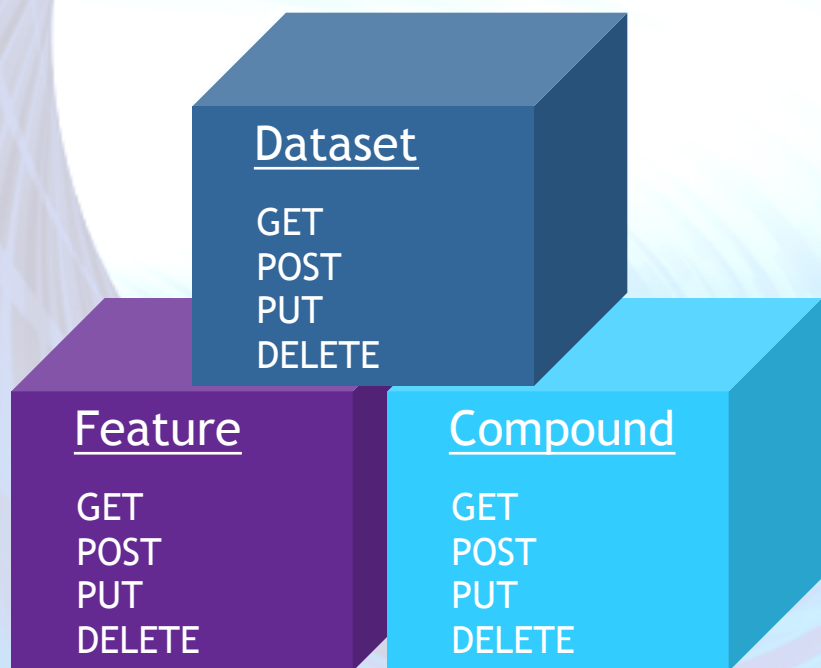 Dataset
GET
POST
PUT
DELETE
Feature
GET
POST
PUT
DELETE
Compound
GET
POST
PUT
DELETE